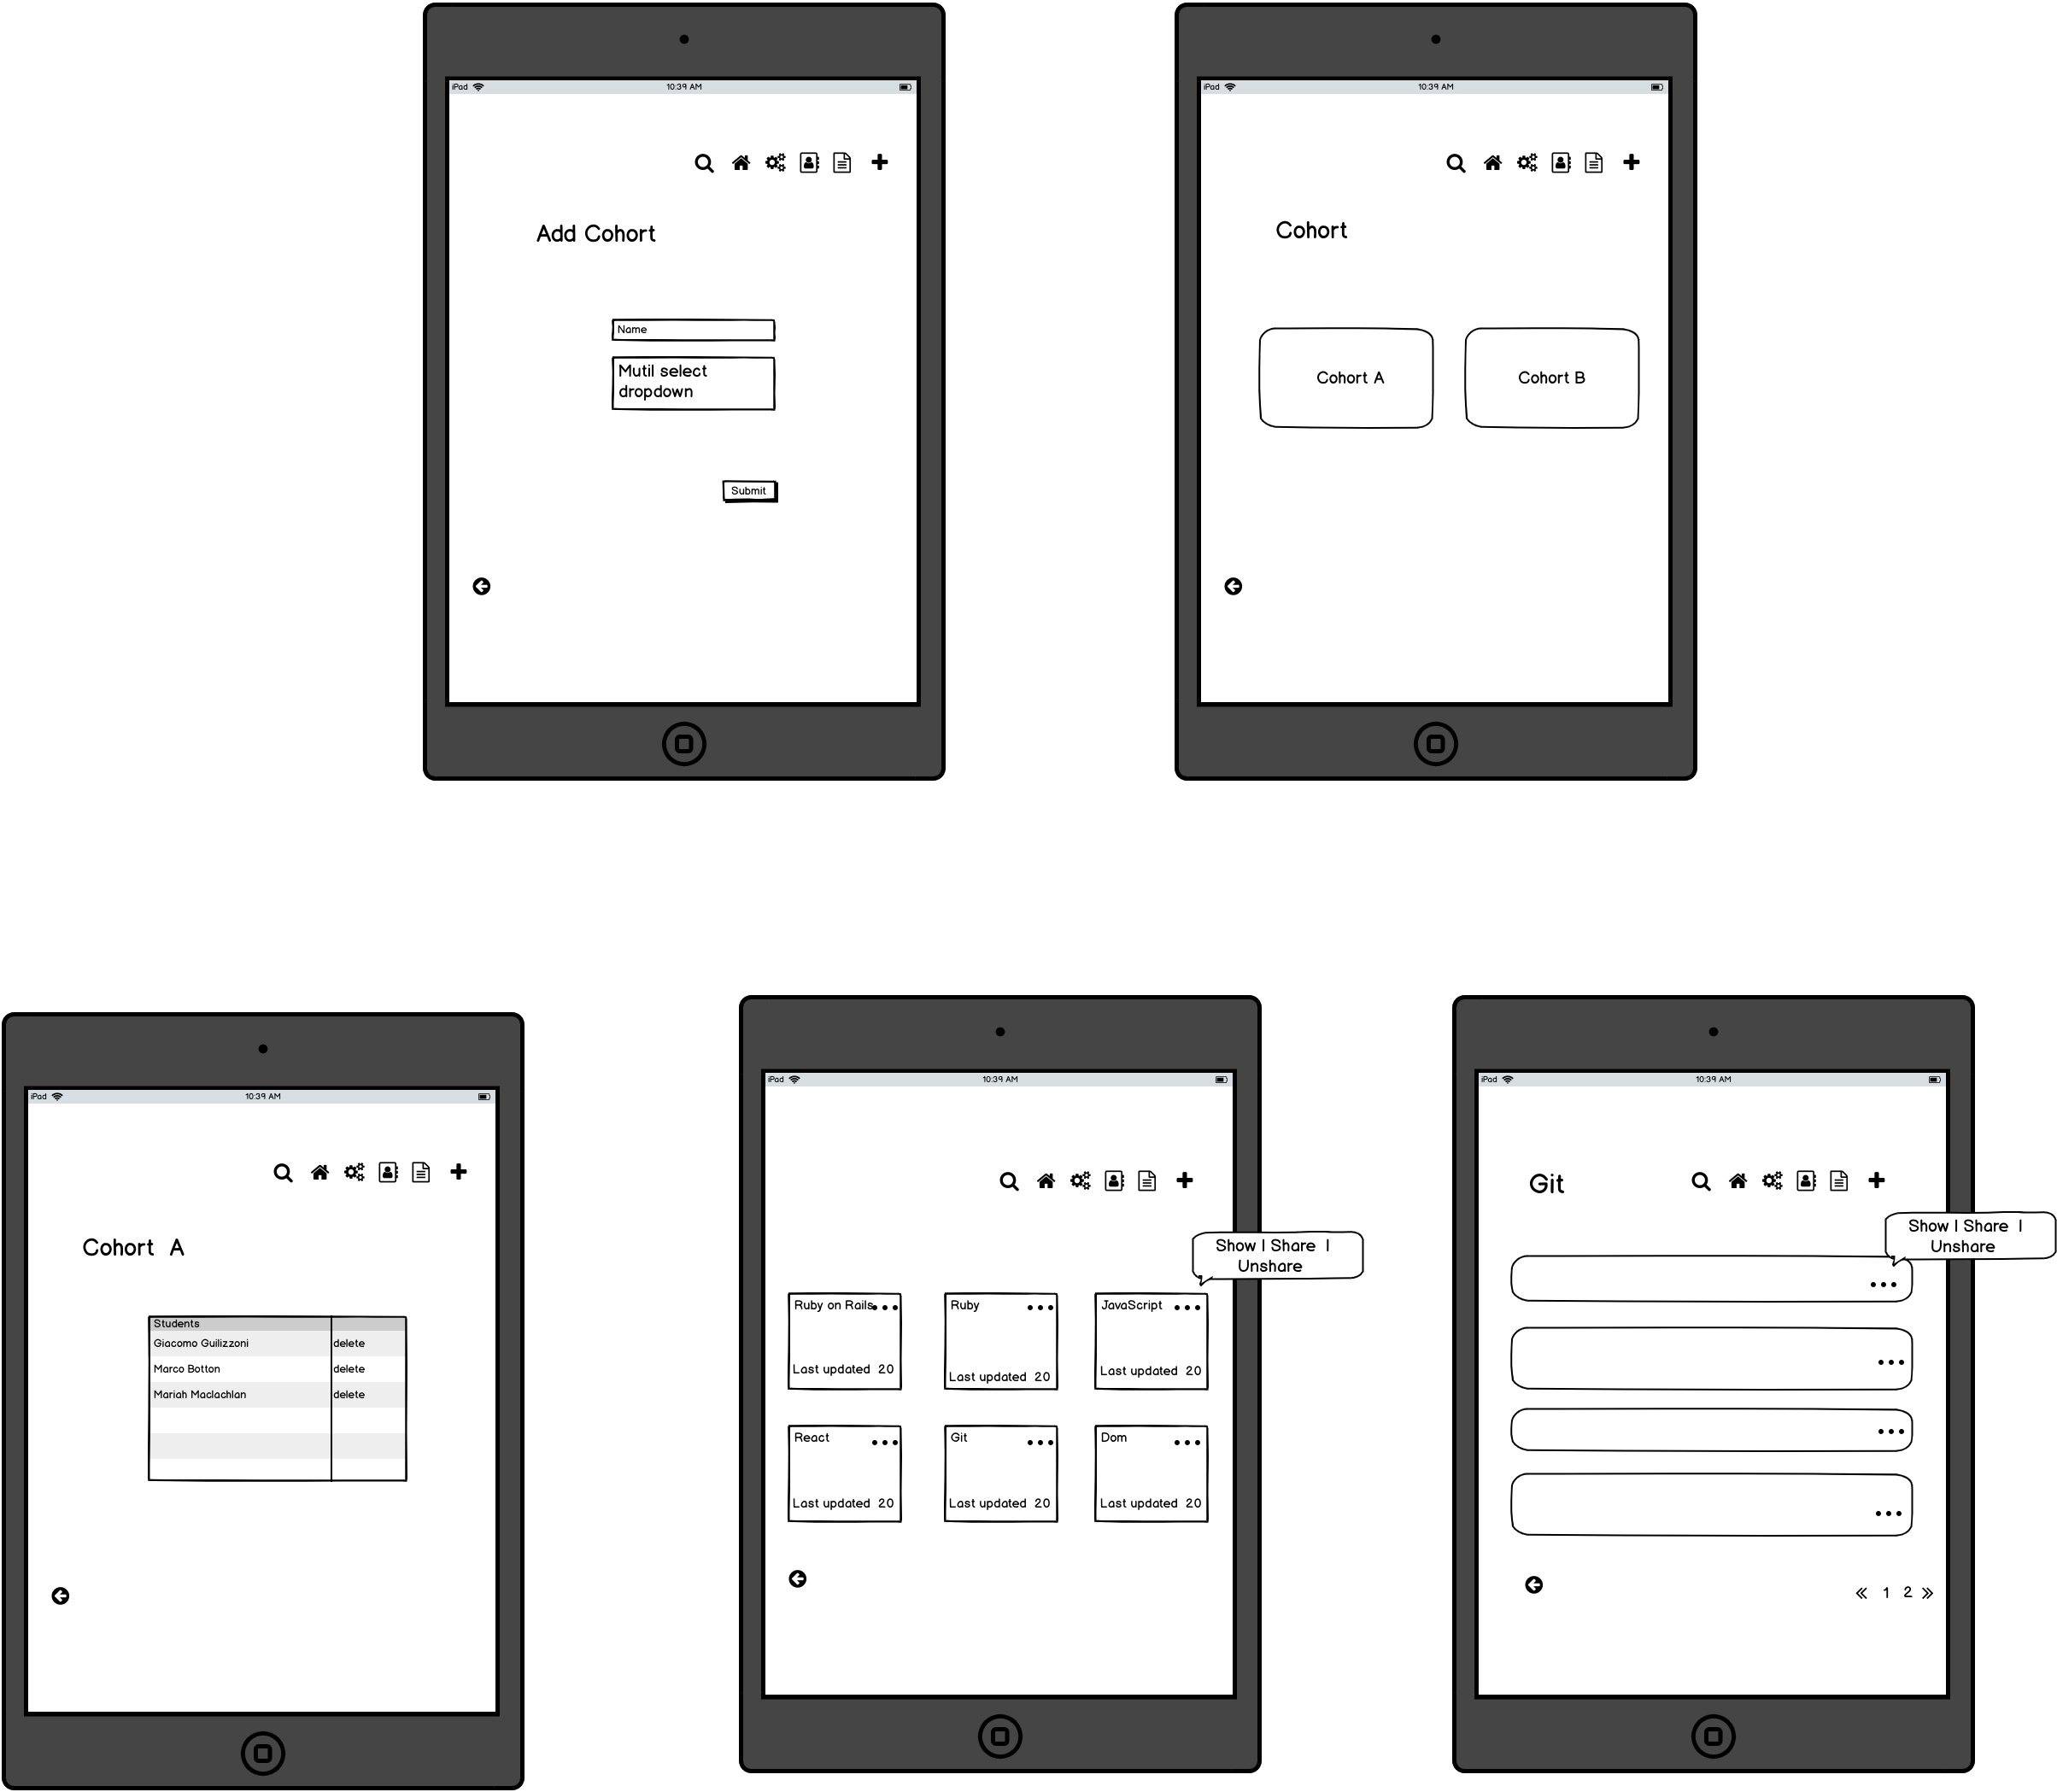 iPad 10:39 AM
Add Cohort
Name
Mutil select
dropdown
Submit
iPad 10:39 AM
Cohort
Cohort A
Cohort B
iPad 10:39 AM
Cohort A
Students
Giacomo Guilizzoni delete
Marco Botton delete
Mariah Maclachlan delete
iPad 10:39 AM
Show | Share |
Unshare
Ruby on Rails
Last updated 20
Ruby
Last updated 20
JavaScript
Last updated 20
React
Last updated 20
Git
Last updated 20
Dom
Last updated 20
iPad 10:39 AM
Git
Show | Share |
Unshare
« 1 2 »